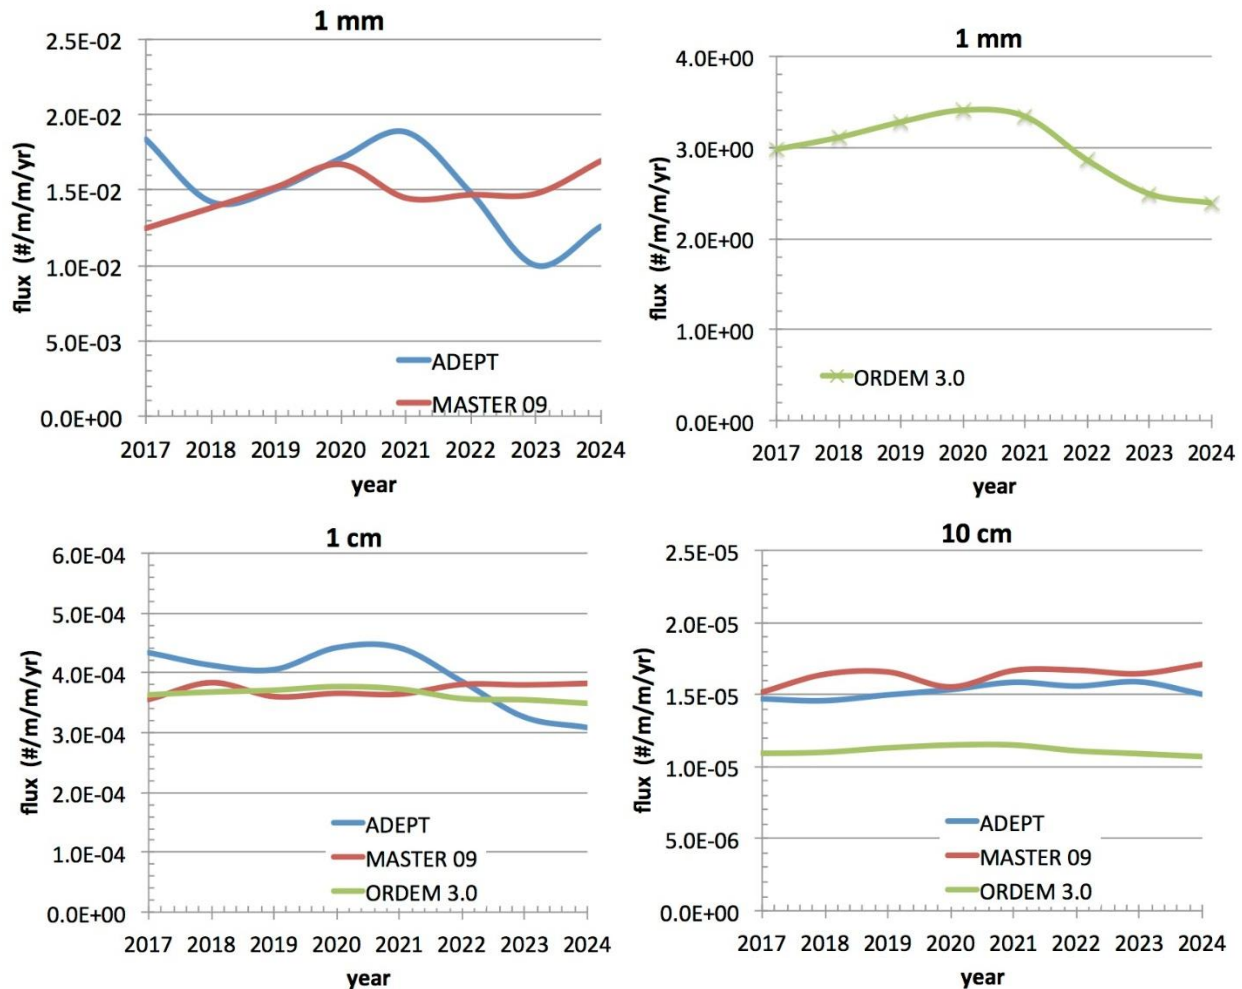 1 mm
2.5E-02
2.0E-02
1.5E-02
1.0E-02
5.0E-03
0.0E+00
flux (#/m/m/yr)
ADEPT
MASTER 09
2017 2018 2019 2020 2021 2022 2023 2024
year
1 mm
4.0E+00
3.0E+00
2.0E+00
1.0E+00
0.0E+00
flux (#/m/m/yr)
ORDEM 3.0
2017 2018 2019 2020 2021 2022 2023 2024
year
1 cm
6.0E-04
5.0E-04
4.0E-04
3.0E-04
2.0E-04
1.0E-04
0.0E+00
flux (#/m/m/yr)
ADEPT
MASTER 09
ORDEM 3.0
2017 2018 2019 2020 2021 2022 2023 2024
year
10 cm
2.5E-05
2.0E-05
1.5E-05
1.0E-05
5.0E-06
0.0E+00
flux (#/m/m/yr)
ADEPT
MASTER 09
ORDEM 3.0
2017 2018 2019 2020 2021 2022 2023 2024
year